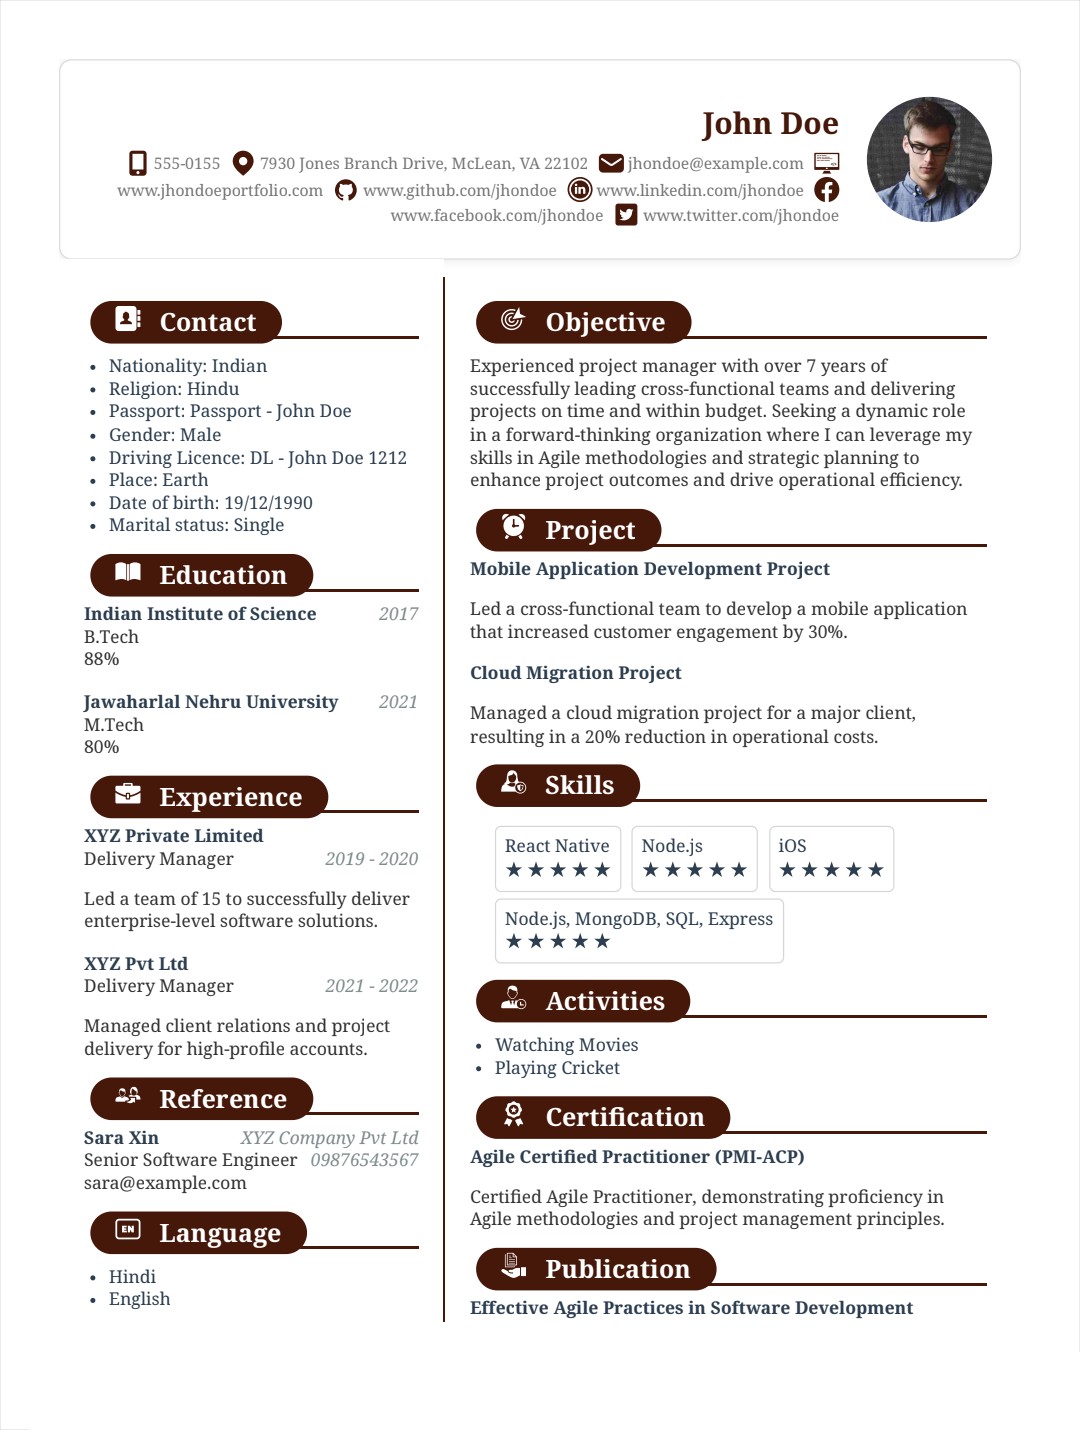 John Doe
555-0155 7930 Jones Branch Drive, McLean, VA 22102 jhondoe@example.com
www.jhondoeportfolio.com www.github.com/jhondoe www.linkedin.com/jhondoe
www.facebook.com/jhondoe www.twitter.com/jhondoe
Contact
Nationality: Indian
Religion: Hindu
Passport: Passport - John Doe
Gender: Male
Driving Licence: DL - John Doe 1212
Place: Earth
Date of birth: 19/12/1990
Marital status: Single
Education
Indian Institute of Science 2017
B.Tech
88%
Jawaharlal Nehru University 2021
M.Tech
80%
Experience
XYZ Private Limited
Delivery Manager 2019 - 2020
Led a team of 15 to successfully deliver
enterprise-level software solutions.
XYZ Pvt Ltd
Delivery Manager 2021 - 2022
Managed client relations and project
delivery for high-profile accounts.
Reference
Sara Xin XYZ Company Pvt Ltd
Senior Software Engineer 09876543567
sara@example.com
EN Language
Hindi
English
Objective
Experienced project manager with over 7 years of
successfully leading cross-functional teams and delivering
projects on time and within budget. Seeking a dynamic role
in a forward-thinking organization where I can leverage my
skills in Agile methodologies and strategic planning to
enhance project outcomes and drive operational efficiency.
Project
Mobile Application Development Project
Led a cross-functional team to develop a mobile application
that increased customer engagement by 30%.
Cloud Migration Project
Managed a cloud migration project for a major client,
resulting in a 20% reduction in operational costs.
Skills
React Native Node.js iOS
★★★★★ ★★★★★ ★★★★★
Node.js, MongoDB, SQL, Express
★★★★★
Activities
Watching Movies
Playing Cricket
Certification
Agile Certified Practitioner (PMI-ACP)
Certified Agile Practitioner, demonstrating proficiency in
Agile methodologies and project management principles.
Publication
Effective Agile Practices in Software Development